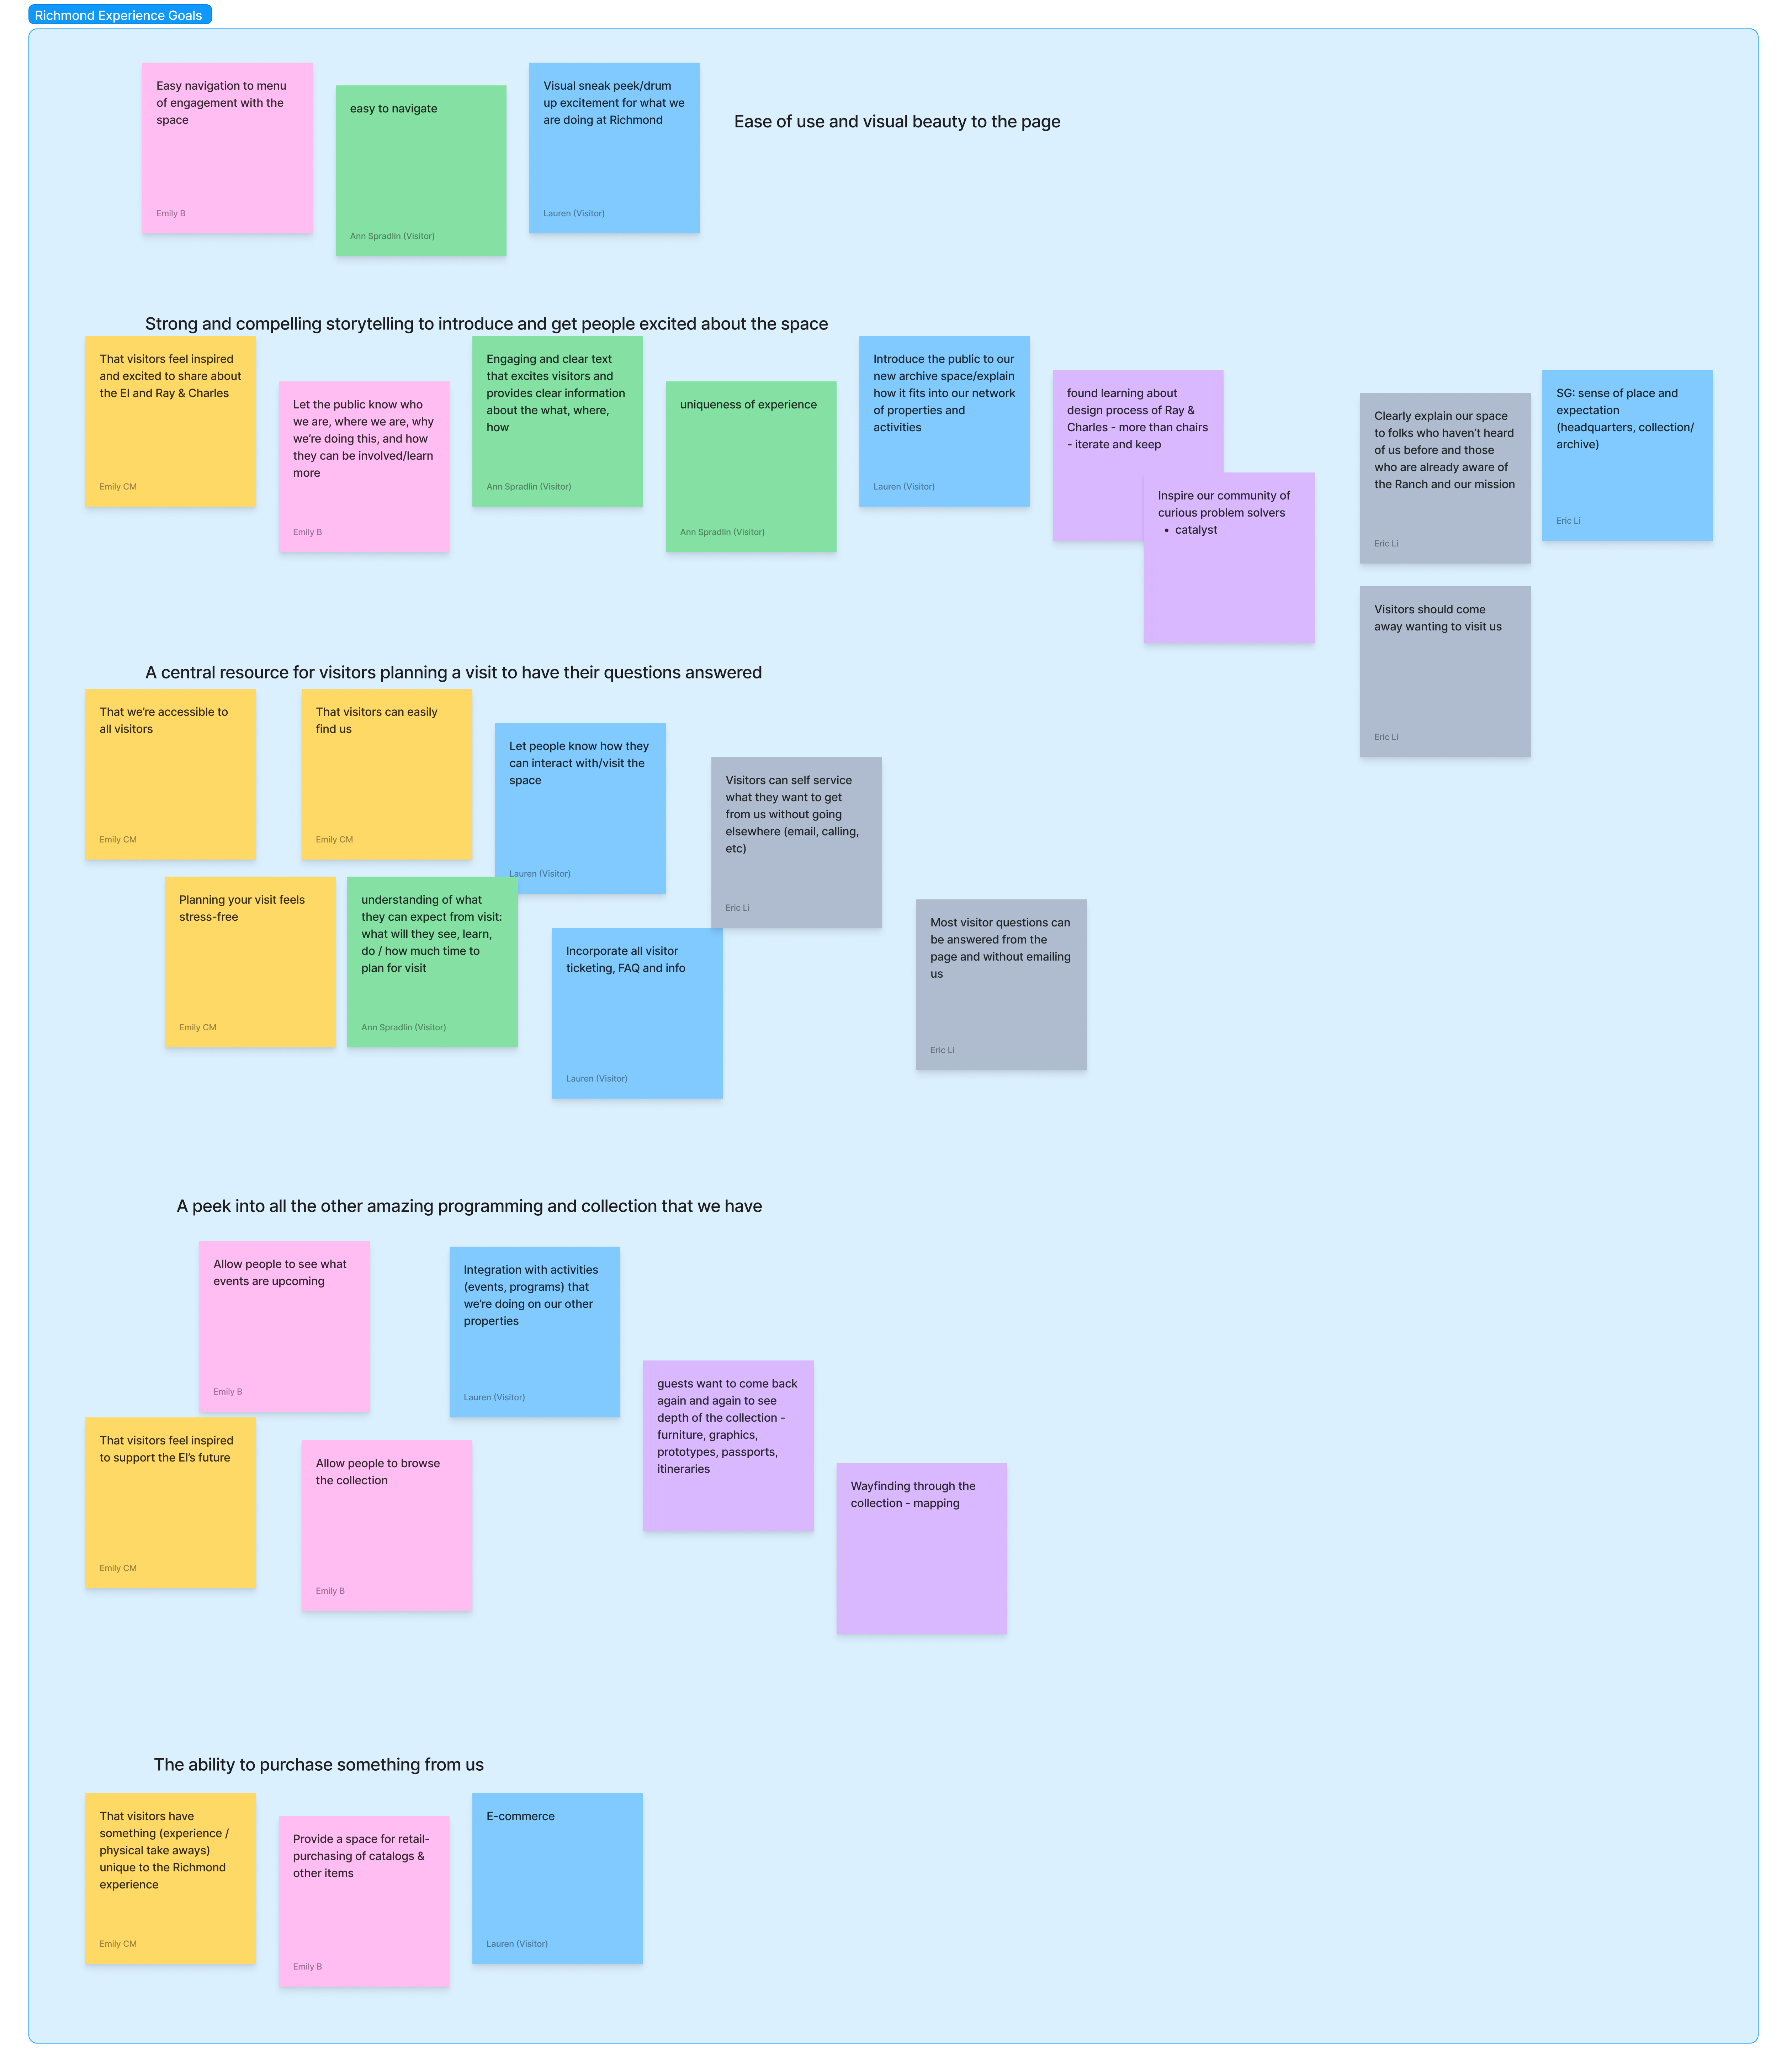 Richmond Experience Goals
Easy navigation to menu
of engagement with the
space
Emily B
easy to navigate
Ann Spradlin (Visitor)
Visual sneak peek/drum
up excitement for what we
are doing at Richmond
Lauren (Visitor)
Ease of use and visual beauty to the page
Strong and compelling storytelling to introduce and get people excited about the space
That visitors feel inspired
and excited to share about
the EI and Ray & Charles
Emily CM
Let the public know who
we are, where we are, why
we’re doing this, and how
they can be involved/learn
more
Emily B
Engaging and clear text
that excites visitors and
provides clear information
about the what, where,
how
Ann Spradlin (Visitor)
uniqueness of experience
Ann Spradlin (Visitor)
Introduce the public to our
new archive space/explain
how it fits into our network
of properties and
activities
Lauren (Visitor)
found learning about
design process of Ray &
Charles - more than chairs
- iterate and keep
Inspire our community of
curious problem solvers
• catalyst
Clearly explain our space
to folks who haven’t heard
of us before and those
who are already aware of
the Ranch and our mission
Eric Li
SG: sense of place and
expectation
(headquarters, collection/
archive)
Eric Li
Visitors should come
away wanting to visit us
Eric Li
A central resource for visitors planning a visit to have their questions answered
That we’re accessible to
all visitors
Emily CM
That visitors can easily
find us
Emily CM
Let people know how they
can interact with/visit the
space
Lauren (Visitor)
Visitors can self service
what they want to get
from us without going
elsewhere (email, calling,
etc)
Eric Li
Planning your visit feels
stress-free
Emily CM
understanding of what
they can expect from visit:
what will they see, learn,
do / how much time to
plan for visit
Ann Spradlin (Visitor)
Incorporate all visitor
ticketing, FAQ and info
Lauren (Visitor)
Most visitor questions can
be answered from the
page and without emailing
us
Eric Li
A peek into all the other amazing programming and collection that we have
Allow people to see what
events are upcoming
Emily B
Integration with activities
(events, programs) that
we’re doing on our other
properties
Lauren (Visitor)
guests want to come back
again and again to see
depth of the collection -
furniture, graphics,
prototypes, passports,
itineraries
That visitors feel inspired
to support the EI’s future
Emily CM
Allow people to browse
the collection
Emily B
Wayfinding through the
collection - mapping
The ability to purchase something from us
That visitors have
something (experience /
physical take aways)
unique to the Richmond
experience
Emily CM
Provide a space for retail-
purchasing of catalogs &
other items
Emily B
E-commerce
Lauren (Visitor)